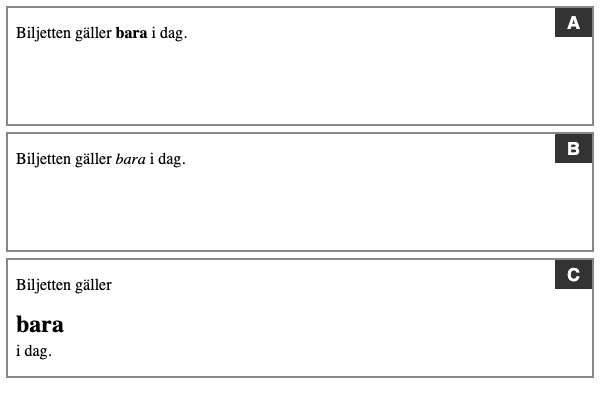 A
Biljetten gäller bara i dag.
B
Biljetten gäller bara i dag.
C
Biljetten gäller
bara
i dag.